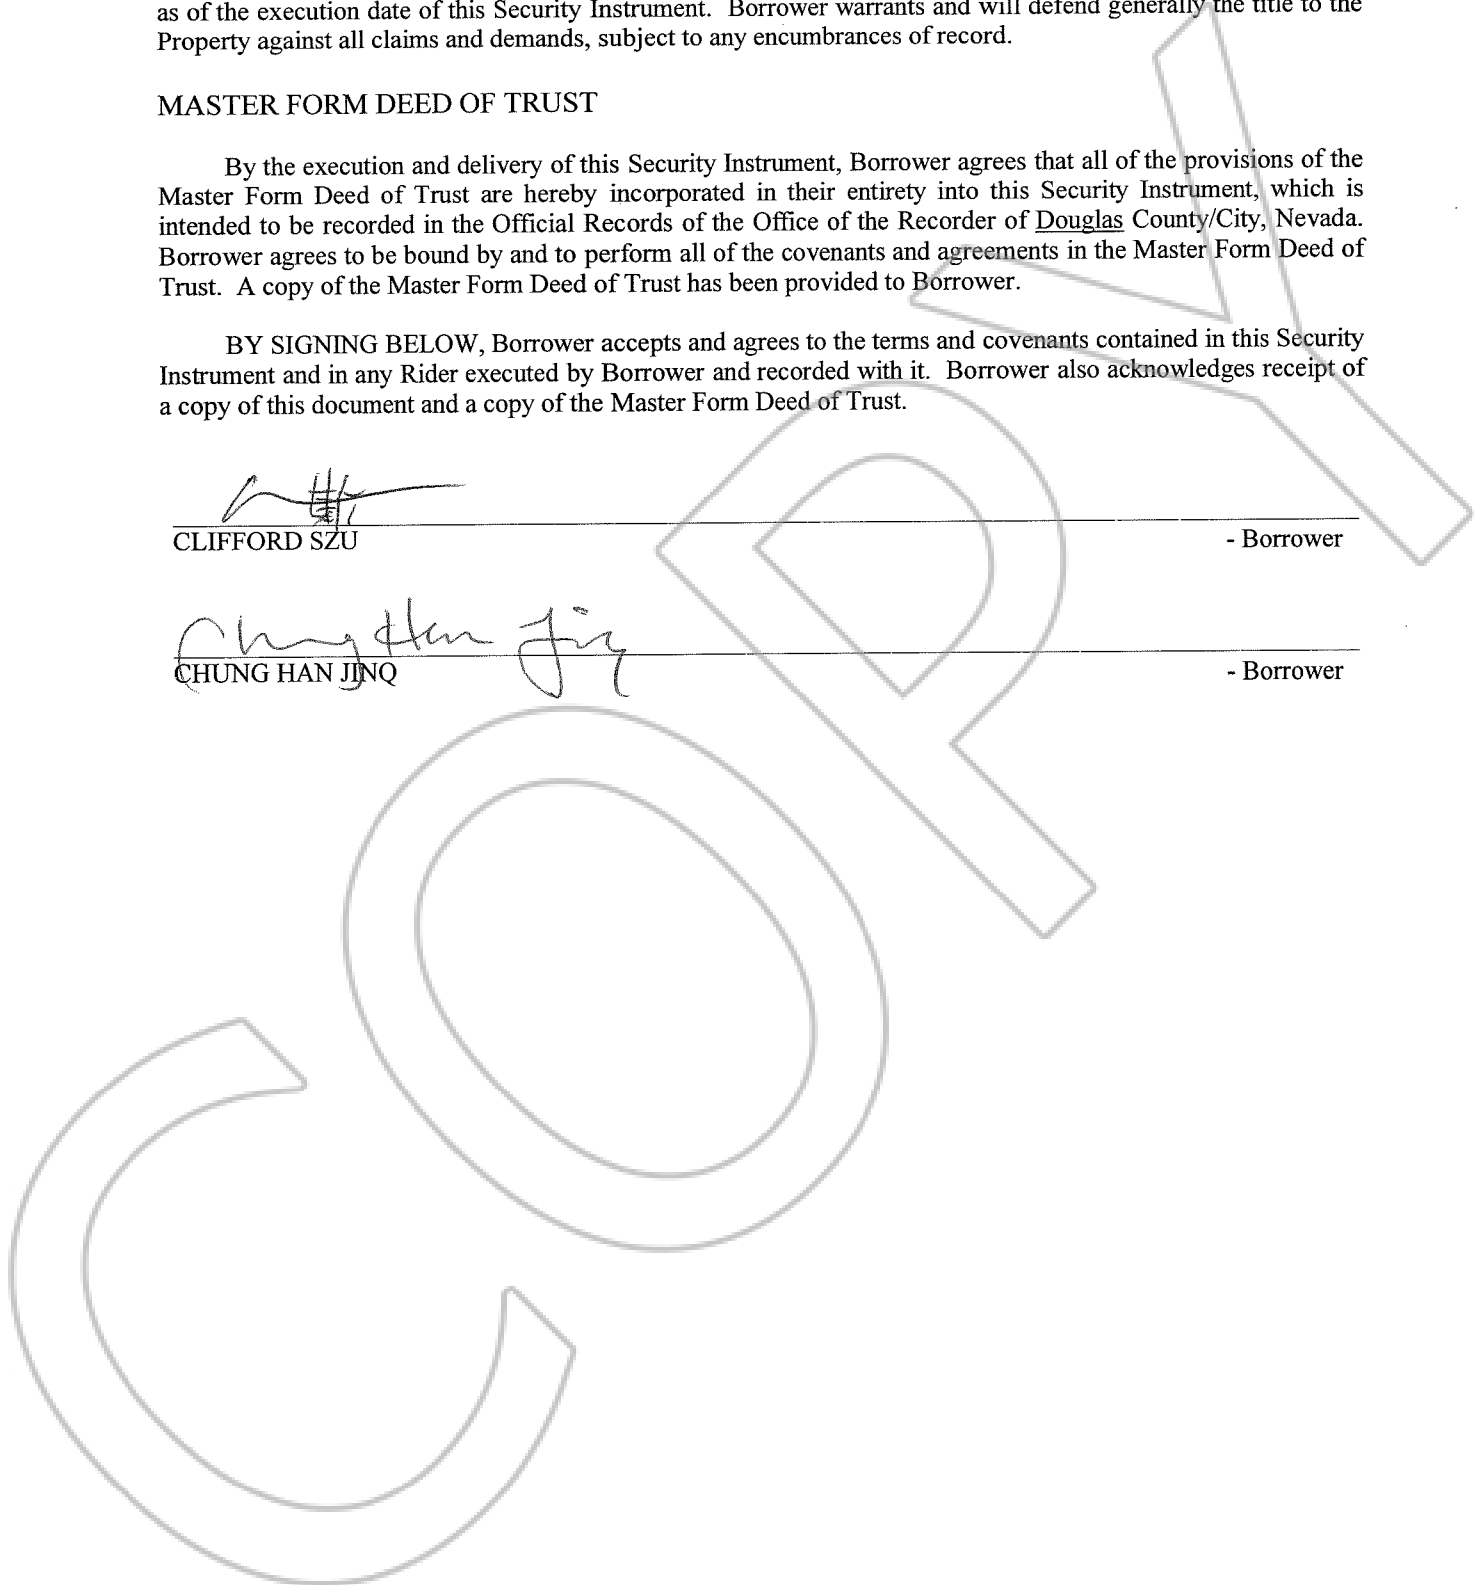 as of the execution date of this Security Instrument. Borrower warrants and will defend generally the title to the
Property against all claims and demands, subject to any encumbrances of record.
MASTER FORM DEED OF TRUST
By the execution and delivery of this Security Instrument, Borrower agrees that all of the provisions of the
Master Form Deed of Trust are hereby incorporated in their entirety into this Security Instrument, which is
intended to be recorded in the Official Records of the Office of the Recorder of Douglas County/City, Nevada.
Borrower agrees to be bound by and to perform all of the covenants and agreements in the Master Form Deed of
Trust. A copy of the Master Form Deed of Trust has been provided to Borrower.
BY SIGNING BELOW, Borrower accepts and agrees to the terms and covenants contained in this Security
Instrument and in any Rider executed by Borrower and recorded with it. Borrower also acknowledges receipt of
a copy of this document and a copy of the Master Form Deed of Trust.
CLIFFORD SZU - Borrower
Chung Han Jinq
CHUNG HAN JINQ - Borrower
COPY